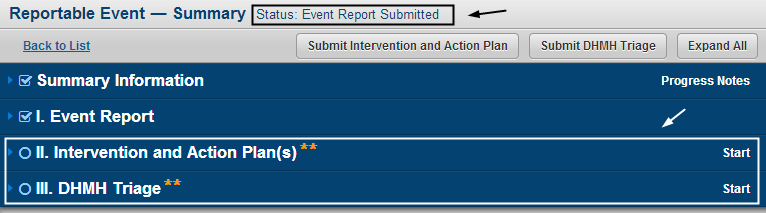 Reportable Event — Summary Status: Event Report Submitted
Back to List Submit Intervention and Action Plan Submit DHMH Triage Expand All
Summary Information Progress Notes
I. Event Report
II. Intervention and Action Plan(s) ** Start
III. DHMH Triage ** Start